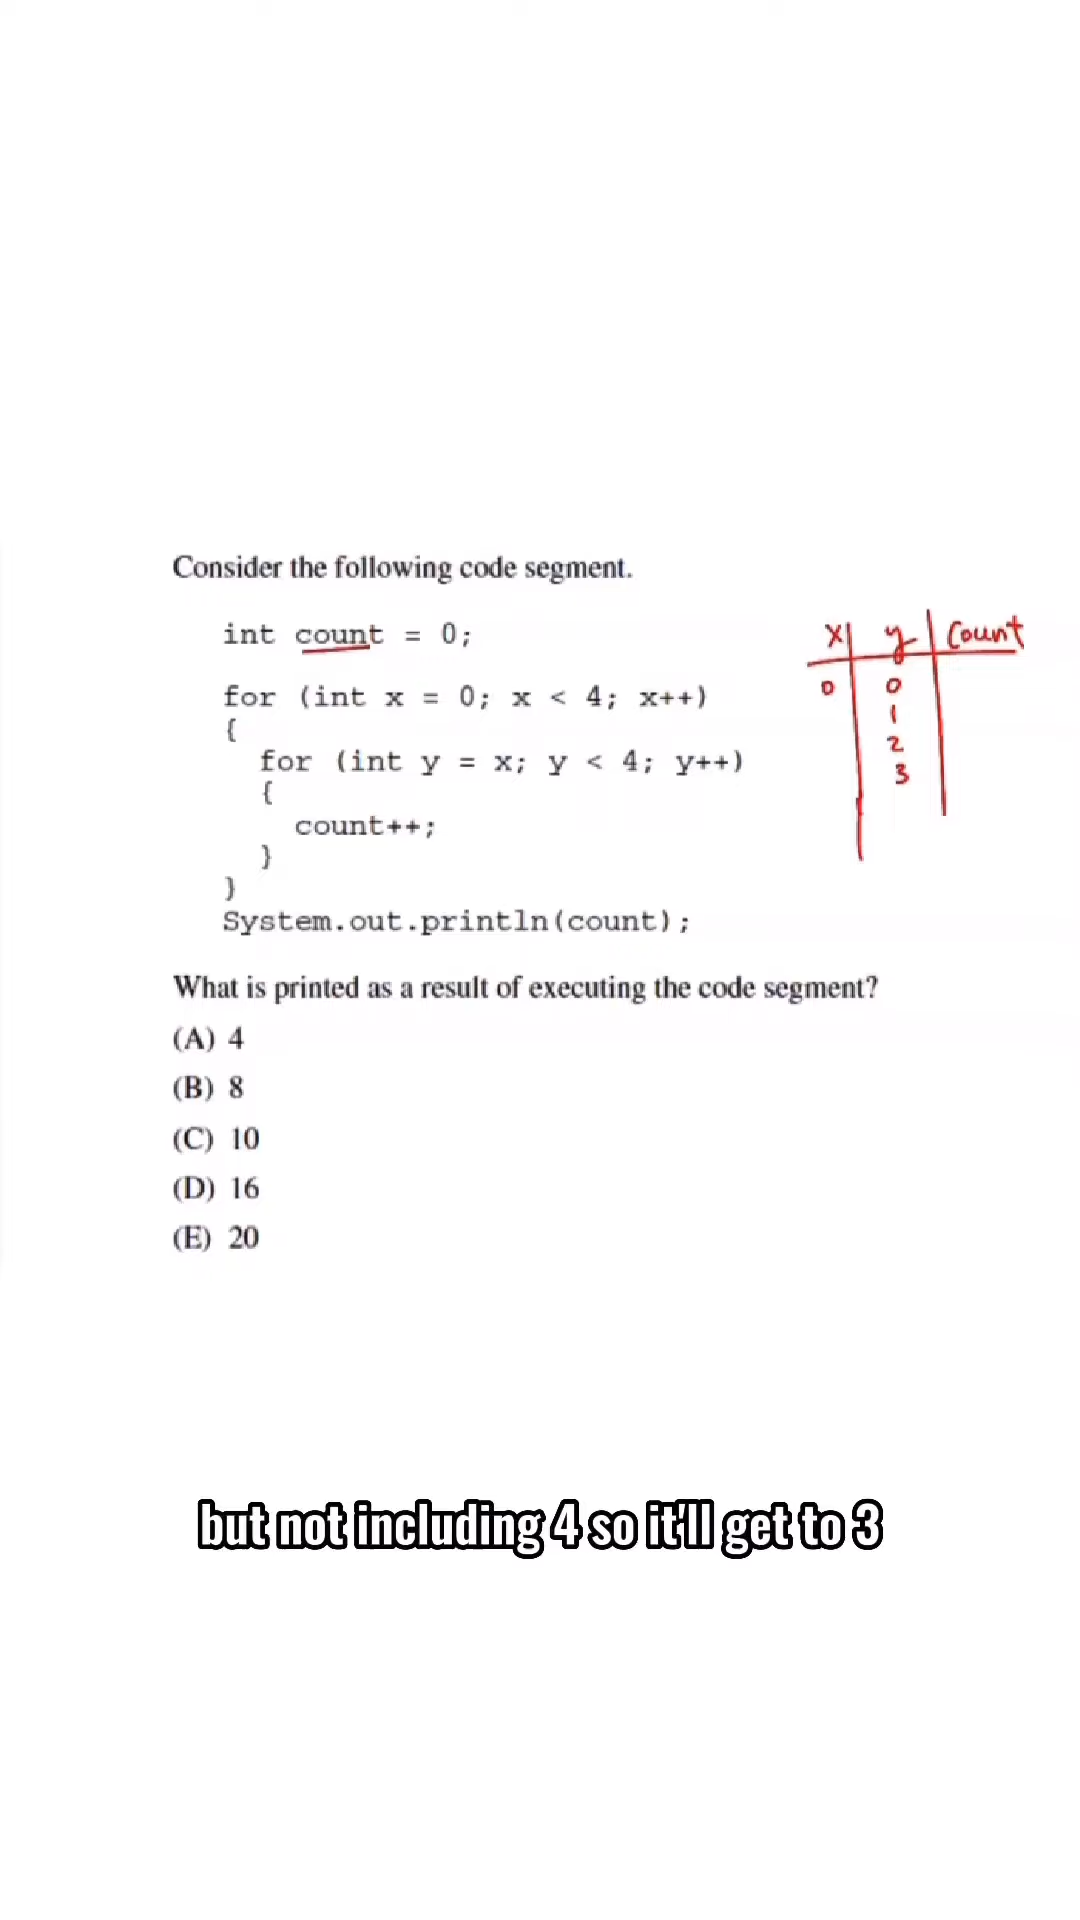 Consider the following code segment.
int count = 0;
for (int x = 0; x < 4; x++)
{
for (int y = x; y < 4; y++)
{
count++;
}
}
System.out.println(count);
x y Count
0 0
1
2
3
What is printed as a result of executing the code segment?
(A) 4
(B) 8
(C) 10
(D) 16
(E) 20
but not including 4 so it'll get to 3